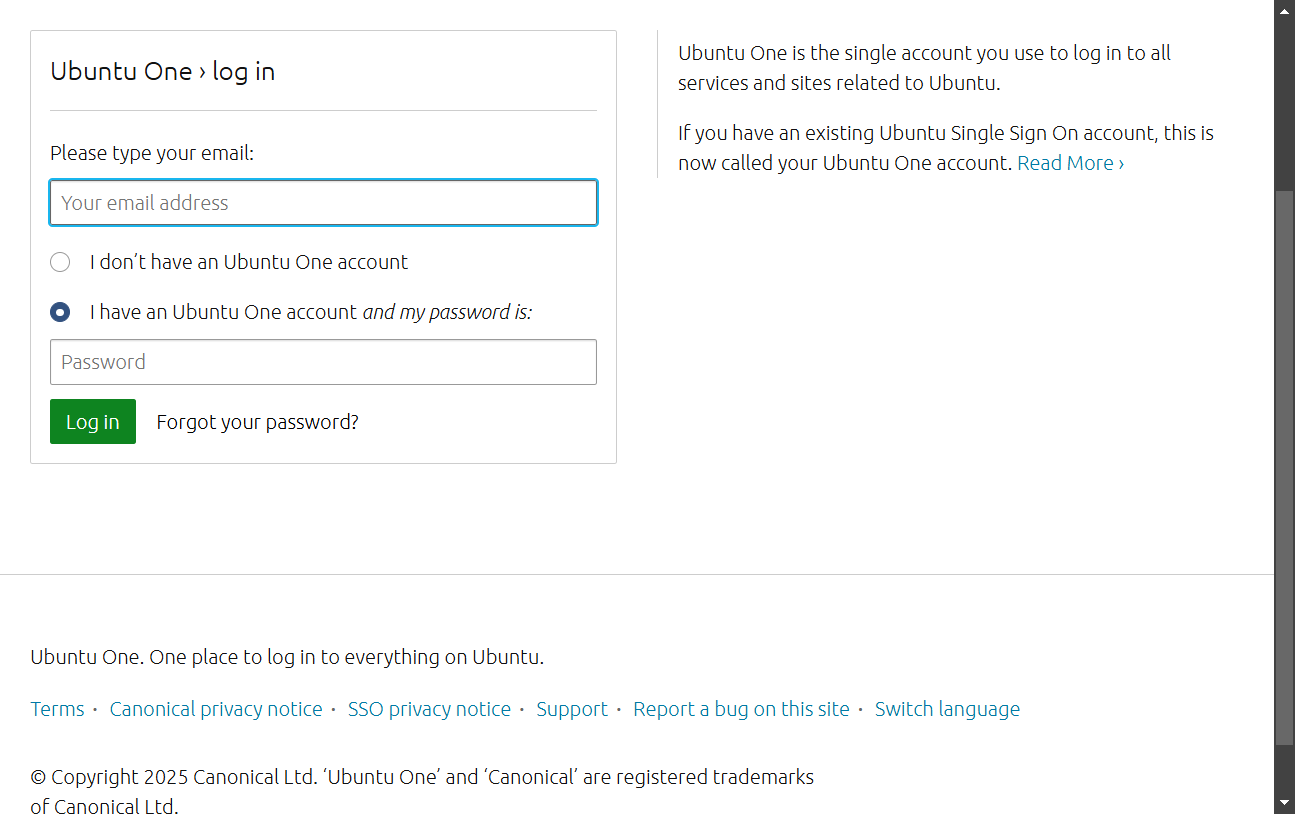 Ubuntu One › log in
Please type your email:
Your email address
I don’t have an Ubuntu One account
I have an Ubuntu One account and my password is:
Password
Log in
Forgot your password?
Ubuntu One is the single account you use to log in to all
services and sites related to Ubuntu.
If you have an existing Ubuntu Single Sign On account, this is
now called your Ubuntu One account. Read More ›
Ubuntu One. One place to log in to everything on Ubuntu.
Terms · Canonical privacy notice · SSO privacy notice · Support · Report a bug on this site · Switch language
© Copyright 2025 Canonical Ltd. ‘Ubuntu One’ and ‘Canonical’ are registered trademarks
of Canonical Ltd.